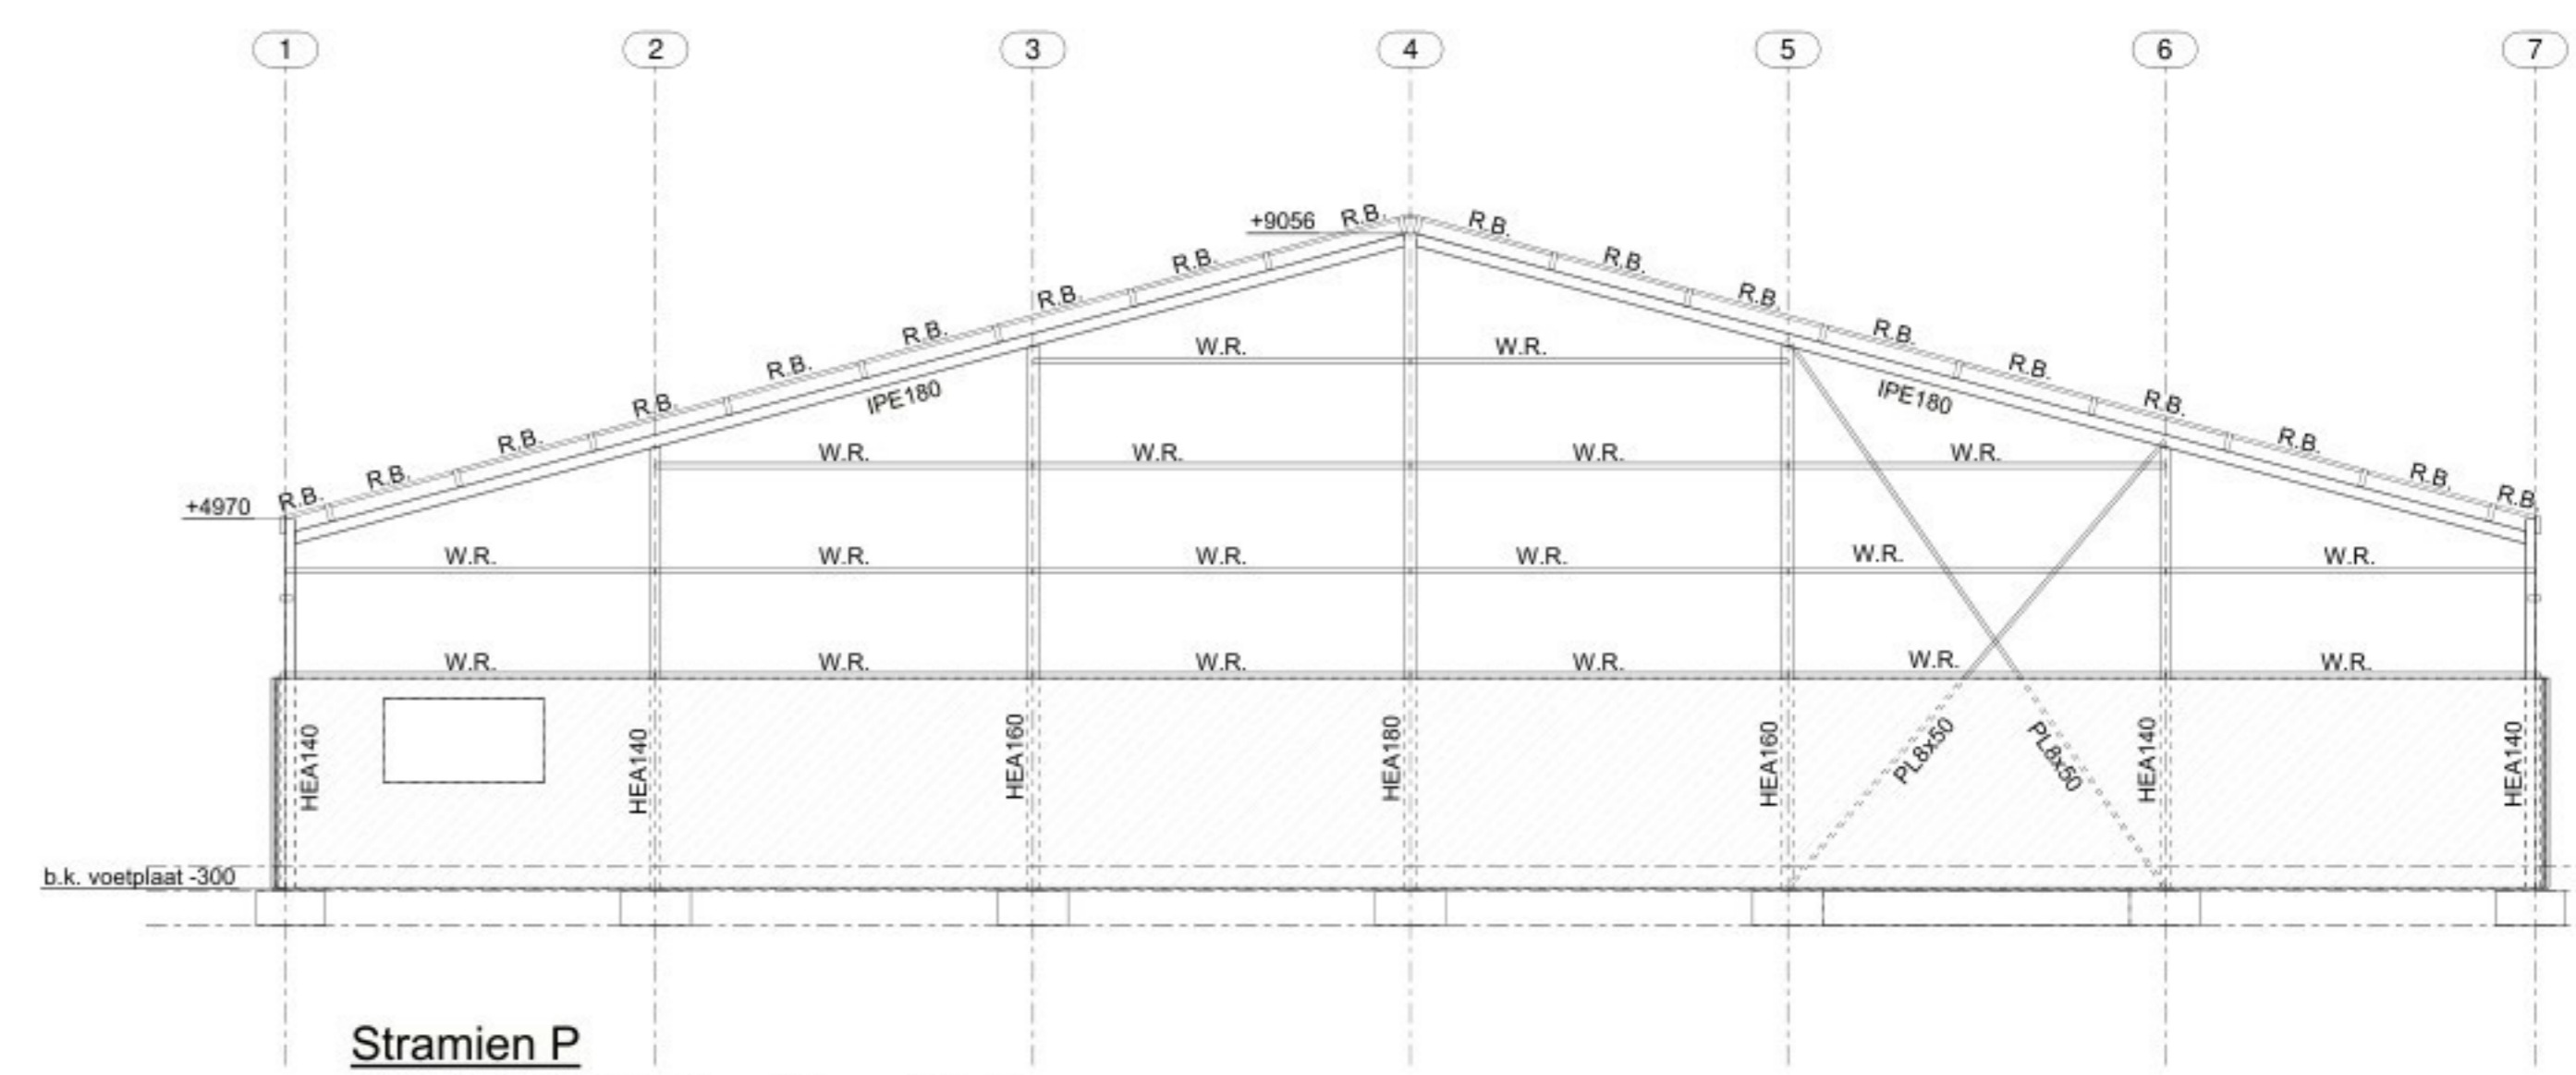 1 2 3 4 5 6 7
+9056 R.B. R.B.
R.B. R.B.
R.B. R.B.
R.B. R.B.
W.R. W.R.
R.B. R.B.
IPE180 IPE180
R.B. R.B.
R.B. R.B.
W.R. W.R. W.R. W.R.
R.B. R.B.
+4970 R.B. R.B.
W.R. W.R. W.R. W.R. W.R. W.R.
W.R. W.R. W.R. W.R. W.R. W.R.
HEA140 HEA140 HEA160 HEA180 HEA160 PL8x50 PL8x50 HEA140 HEA140
b.k. voetplaat -300
Stramien P